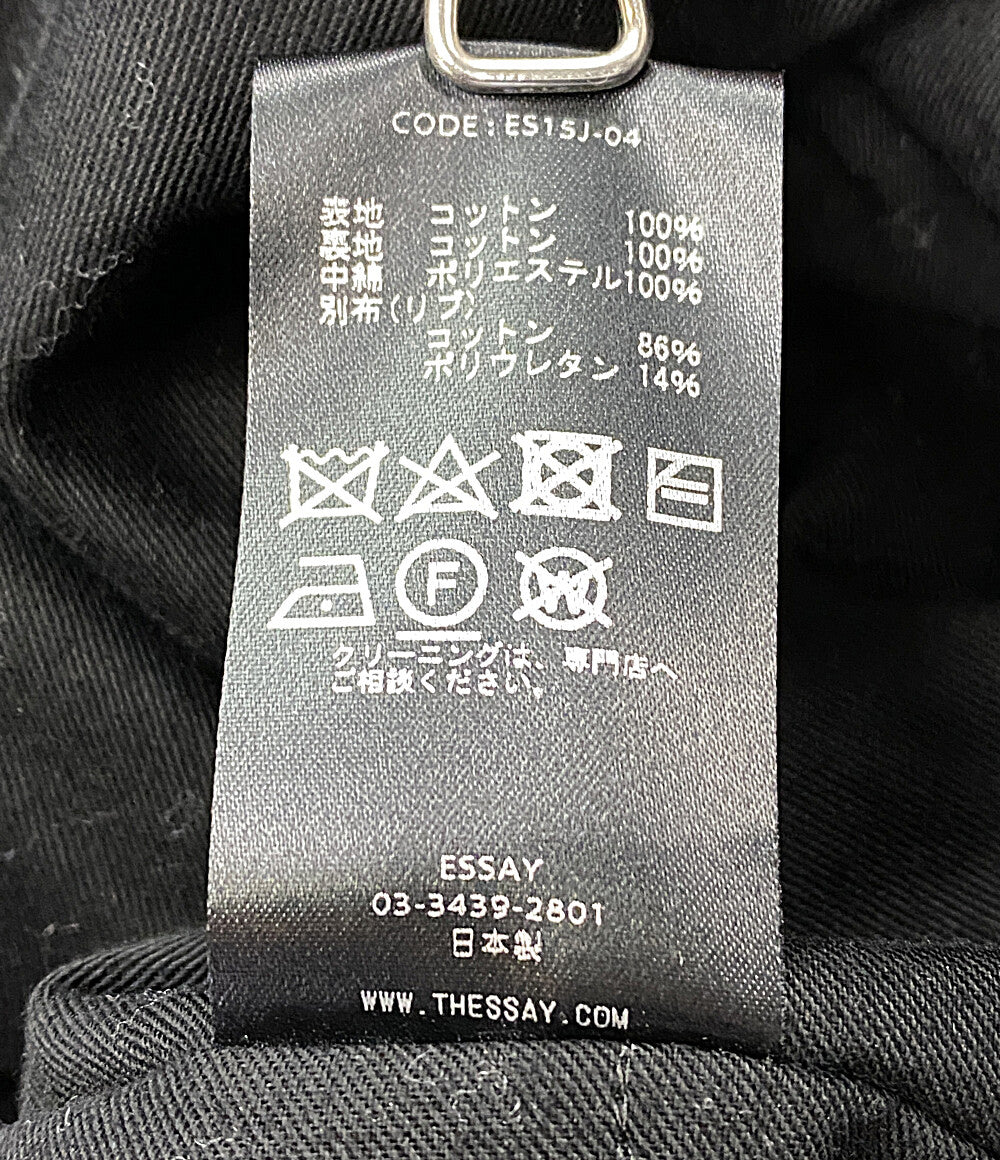 CODE : ES15J-04
表地 コットン 100%
裏地 コットン 100%
中綿 ポリエステル100%
別布(リブ)
コットン 86%
ポリウレタン 14%
F
W
クリーニングは、専門店へ
ご相談ください。
ESSAY
03-3439-2801
日本製
WWW.THESSAY.COM